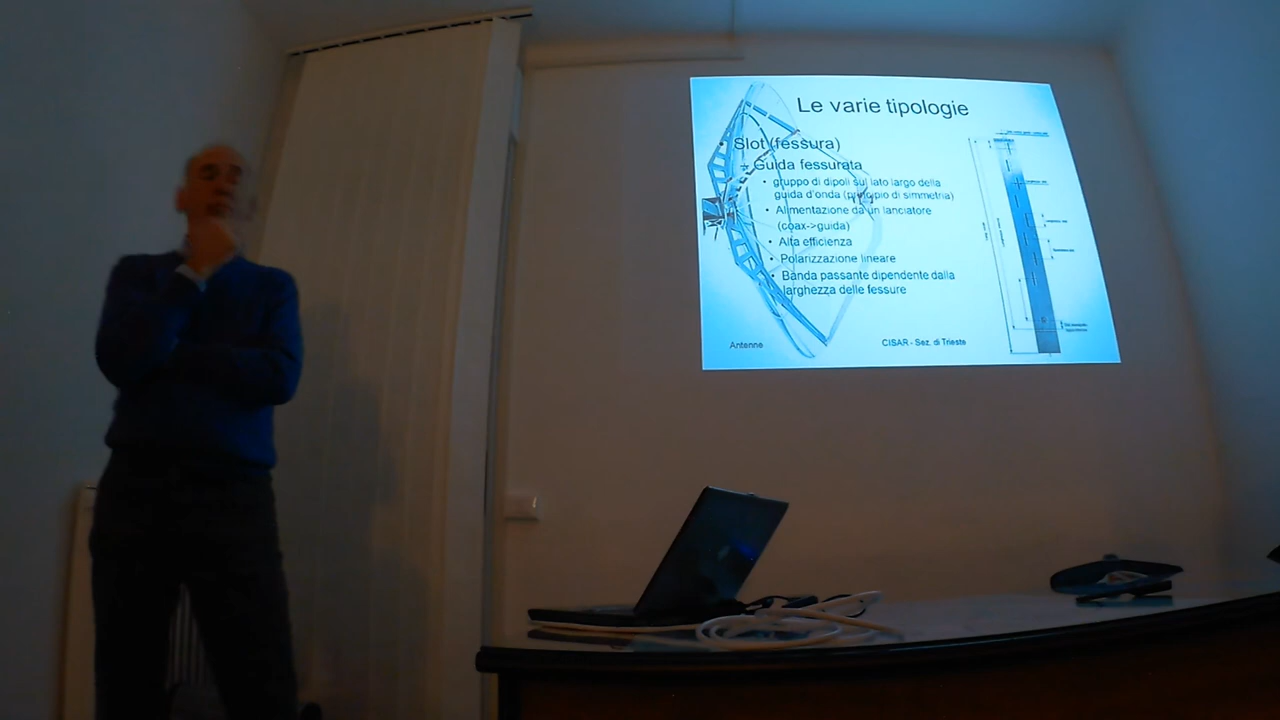 Le varie tipologie
• Slot (fessura)
– Guida fessurata
• gruppo di dipoli sul lato largo della
guida d'onda (principio di simmetria)
• Alimentazione da un lanciatore
(coax->guida)
• Alta efficienza
• Polarizzazione lineare
• Banda passante dipendente dalla
larghezza delle fessure
Antenne
CISAR - Sez. di Trieste